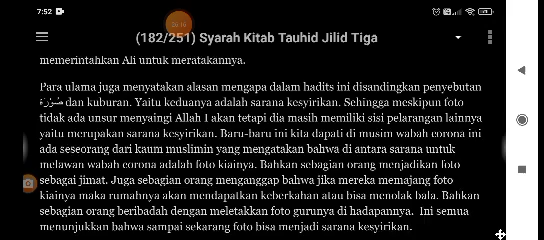 7:52
(182/251) Syarah Kitab Tauhid Jilid Tiga
memerintahkan Ali untuk meratakannya.
Para ulama juga menyatakan alasan mengapa dalam hadits ini disandingkan penyebutan
صُوْرَة dan kuburan. Yaitu keduanya adalah sarana kesyirikan. Sehingga meskipun foto
tidak ada unsur menyaingi Allah I akan tetapi dia masih memiliki sisi pelarangan lainnya
yaitu merupakan sarana kesyirikan. Baru-baru ini kita dapati di musim wabah corona ini
ada seseorang dari kaum muslimin yang mengatakan bahwa di antara sarana untuk
melawan wabah corona adalah foto kiainya. Bahkan sebagian orang menjadikan foto
sebagai jimat. Juga sebagian orang menganggap bahwa jika mereka memajang foto
kiainya maka rumahnya akan mendapatkan keberkahan atau bisa menolak bala. Bahkan
sebagian orang beribadah dengan meletakkan foto gurunya di hadapannya. Ini semua
menunjukkan bahwa sampai sekarang foto bisa menjadi sarana kesyirikan.